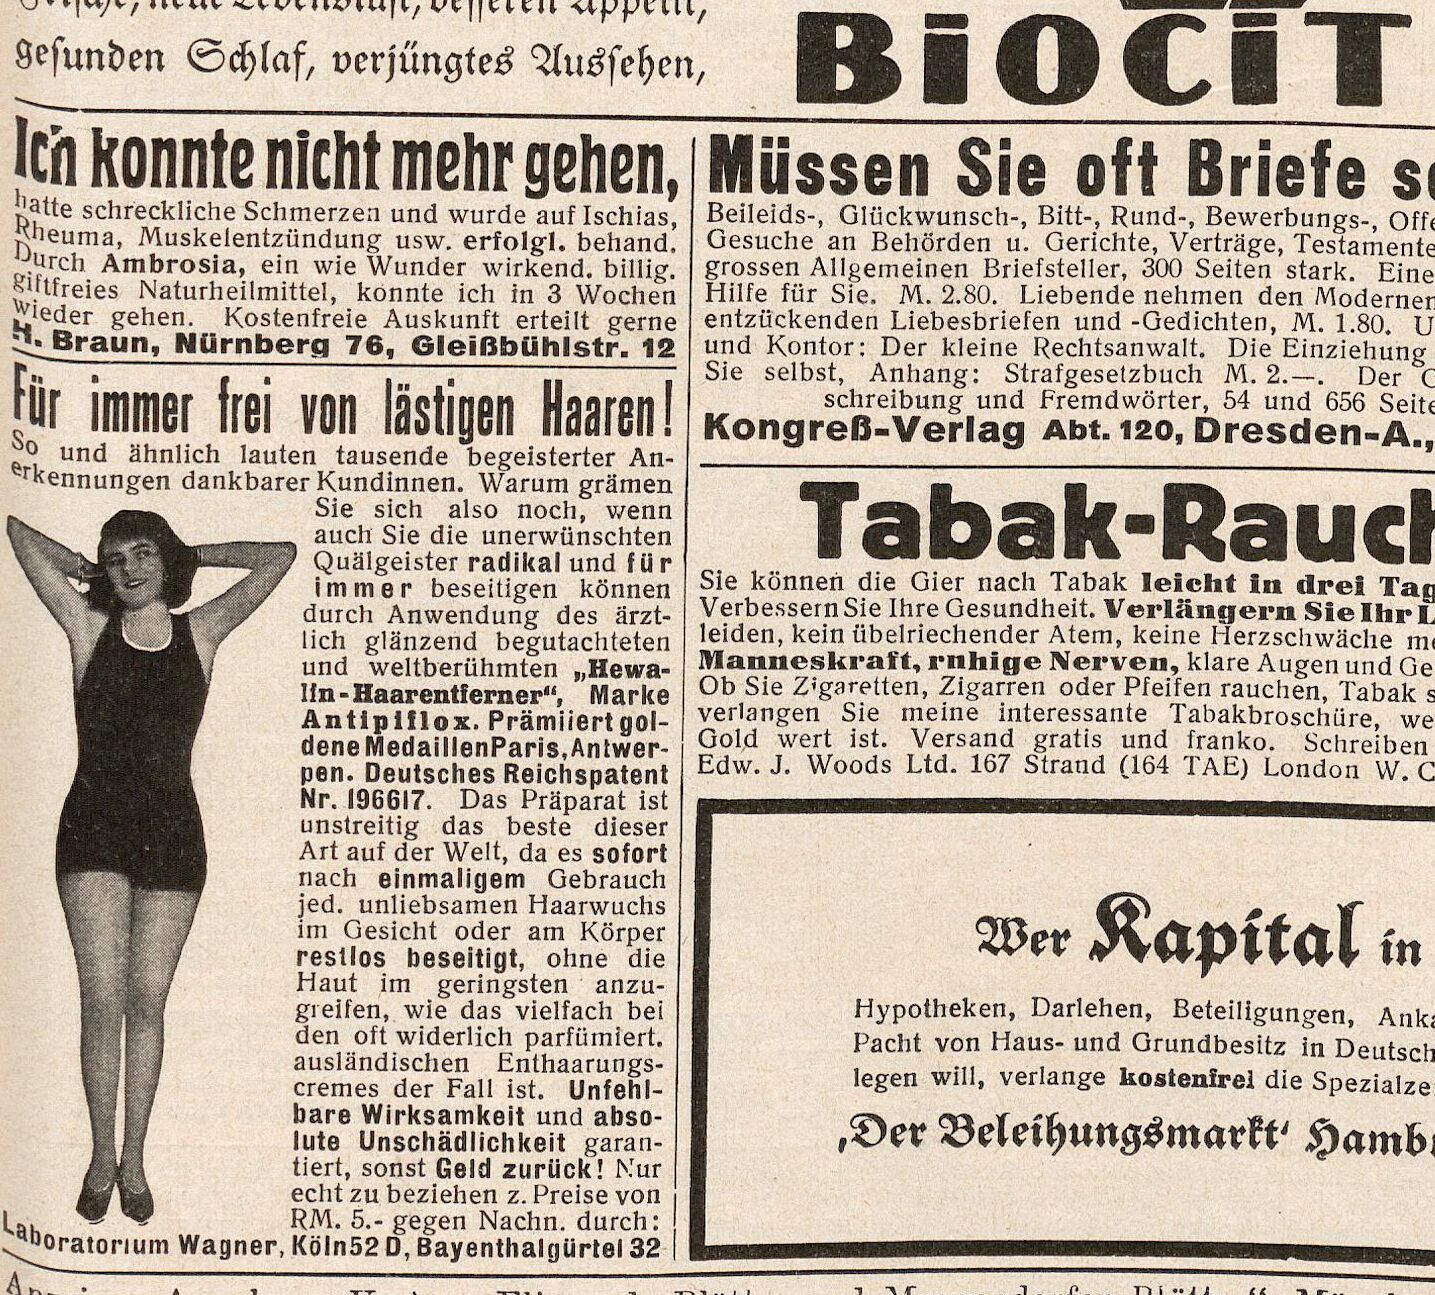 gesunden Schlaf, verjüngtes Aussehen,
BiOCiT
Ich konnte nicht mehr gehen,
hatte schreckliche Schmerzen und wurde auf Ischias,
Rheuma, Muskelentzündung usw. erfolgl. behand.
Durch Ambrosia, ein wie Wunder wirkend. billig.
giftfreies Naturheilmittel, konnte ich in 3 Wochen
wieder gehen. Kostenfreie Auskunft erteilt gerne
H. Braun, Nürnberg 76, Gleißbühlstr. 12
Für immer frei von lästigen Haaren!
So und ähnlich lauten tausende begeisterter An-
erkennungen dankbarer Kundinnen. Warum grämen
Sie sich also noch, wenn
auch Sie die unerwünschten
Quälgeister radikal und für
immer beseitigen können
durch Anwendung des ärzt-
lich glänzend begutachteten
und weltberühmten „Hewa-
lin-Haarentferner“, Marke
Antipiflox. Prämiiert gol-
dene Medaillen Paris, Antwer-
pen. Deutsches Reichspatent
Nr. 196617. Das Präparat ist
unstreitig das beste dieser
Art auf der Welt, da es sofort
nach einmaligem Gebrauch
jed. unliebsamen Haarwuchs
im Gesicht oder am Körper
restlos beseitigt, ohne die
Haut im geringsten anzu-
greifen, wie das vielfach bei
den oft widerlich parfümiert.
ausländischen Enthaarungs-
cremes der Fall ist. Unfehl-
bare Wirksamkeit und abso-
lute Unschädlichkeit garan-
tiert, sonst Geld zurück! Nur
echt zu beziehen z. Preise von
RM. 5.- gegen Nachn. durch:
Laboratorium Wagner, Köln 52 D, Bayenthalgürtel 32
Müssen Sie oft Briefe
Beileids-, Glückwunsch-, Bitt-, Rund-, Bewerbungs-,
Gesuche an Behörden u. Gerichte, Verträge, Testamente
grossen Allgemeinen Briefsteller, 300 Seiten stark. Eine
Hilfe für Sie. M. 2.80. Liebende nehmen den Modernen
entzückenden Liebesbriefen und -Gedichten, M. 1.80.
und Kontor: Der kleine Rechtsanwalt. Die Einziehung
Sie selbst, Anhang: Strafgesetzbuch M. 2.—. Der
schreibung und Fremdwörter, 54 und 656 Seite
Kongreß-Verlag Abt. 120, Dresden-A.,
Tabak-Rauch
Sie können die Gier nach Tabak leicht in drei Tag
Verbessern Sie Ihre Gesundheit. Verlängern Sie Ihr L
leiden, kein übelriechender Atem, keine Herzschwäche
Manneskraft, rnhige Nerven, klare Augen und
Ob Sie Zigaretten, Zigarren oder Pfeifen rauchen, Tabak
verlangen Sie meine interessante Tabakbroschüre,
Gold wert ist. Versand gratis und franko. Schreiben
Edw. J. Woods Ltd. 167 Strand (164 TAE) London W. C
Wer Kapital in
Hypotheken, Darlehen, Beteiligungen,
Pacht von Haus- und Grundbesitz in Deutsch
legen will, verlange kostenfrei die Spezialze
‚Der Beleihungsmarkt‘ Hamb